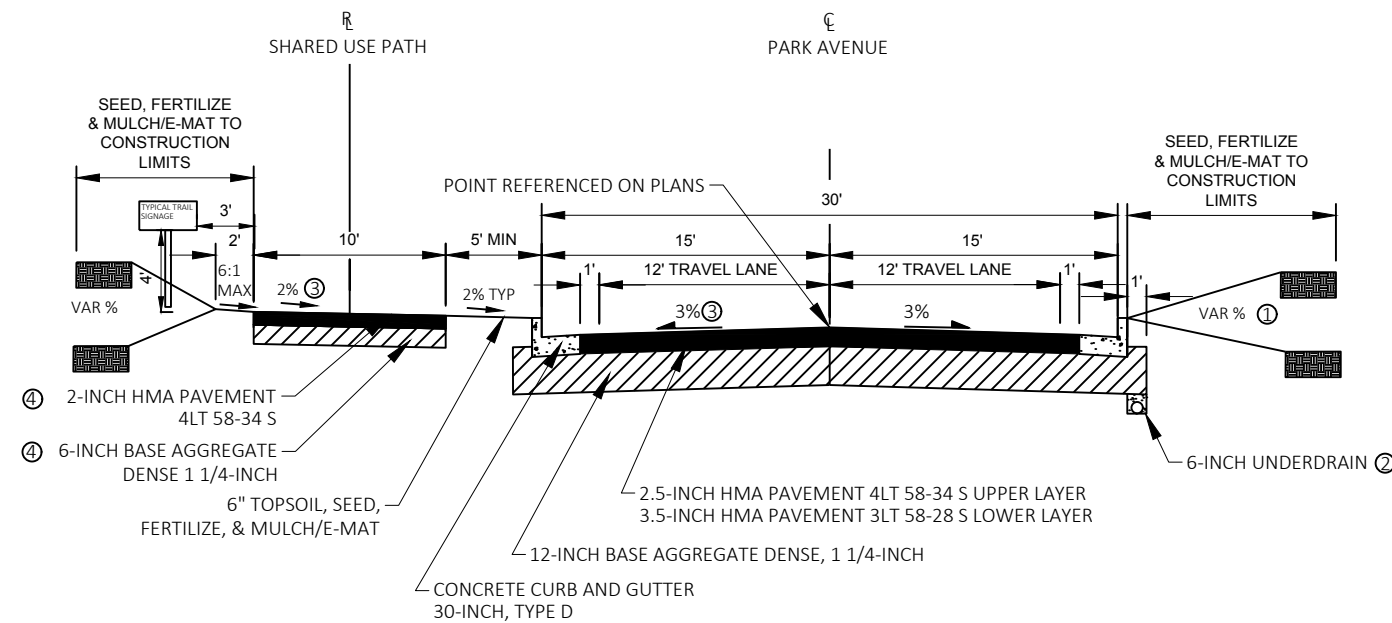 ℞L
SHARED USE PATH
℄
PARK AVENUE
SEED, FERTILIZE
& MULCH/E-MAT TO
CONSTRUCTION
LIMITS
SEED, FERTILIZE
& MULCH/E-MAT TO
CONSTRUCTION
LIMITS
POINT REFERENCED ON PLANS
30'
TYPICAL TRAIL
SIGNAGE
3'
2'
10'
5' MIN
15'
15'
4'
6:1
MAX
2% ③
2% TYP
1'
12' TRAVEL LANE
12' TRAVEL LANE
1'
1'
VAR %
3% ③
3%
VAR % ①
④ 2-INCH HMA PAVEMENT
4LT 58-34 S
④ 6-INCH BASE AGGREGATE
DENSE 1 1/4-INCH
6" TOPSOIL, SEED,
FERTILIZE, & MULCH/E-MAT
6-INCH UNDERDRAIN ②
2.5-INCH HMA PAVEMENT 4LT 58-34 S UPPER LAYER
3.5-INCH HMA PAVEMENT 3LT 58-28 S LOWER LAYER
12-INCH BASE AGGREGATE DENSE, 1 1/4-INCH
CONCRETE CURB AND GUTTER
30-INCH, TYPE D